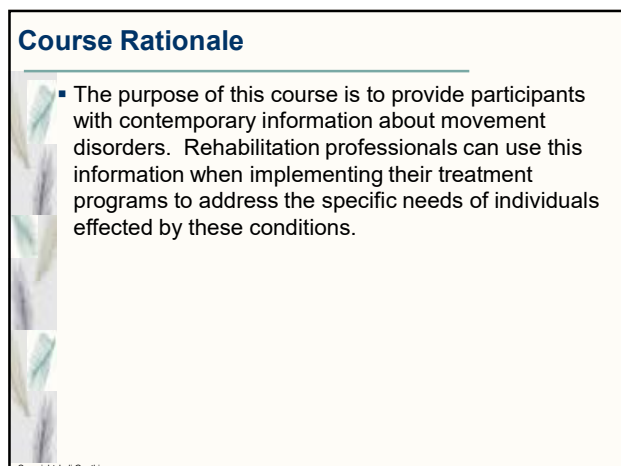 Course Rationale
▪ The purpose of this course is to provide participants
with contemporary information about movement
disorders.  Rehabilitation professionals can use this
information when implementing their treatment
programs to address the specific needs of individuals
effected by these conditions.